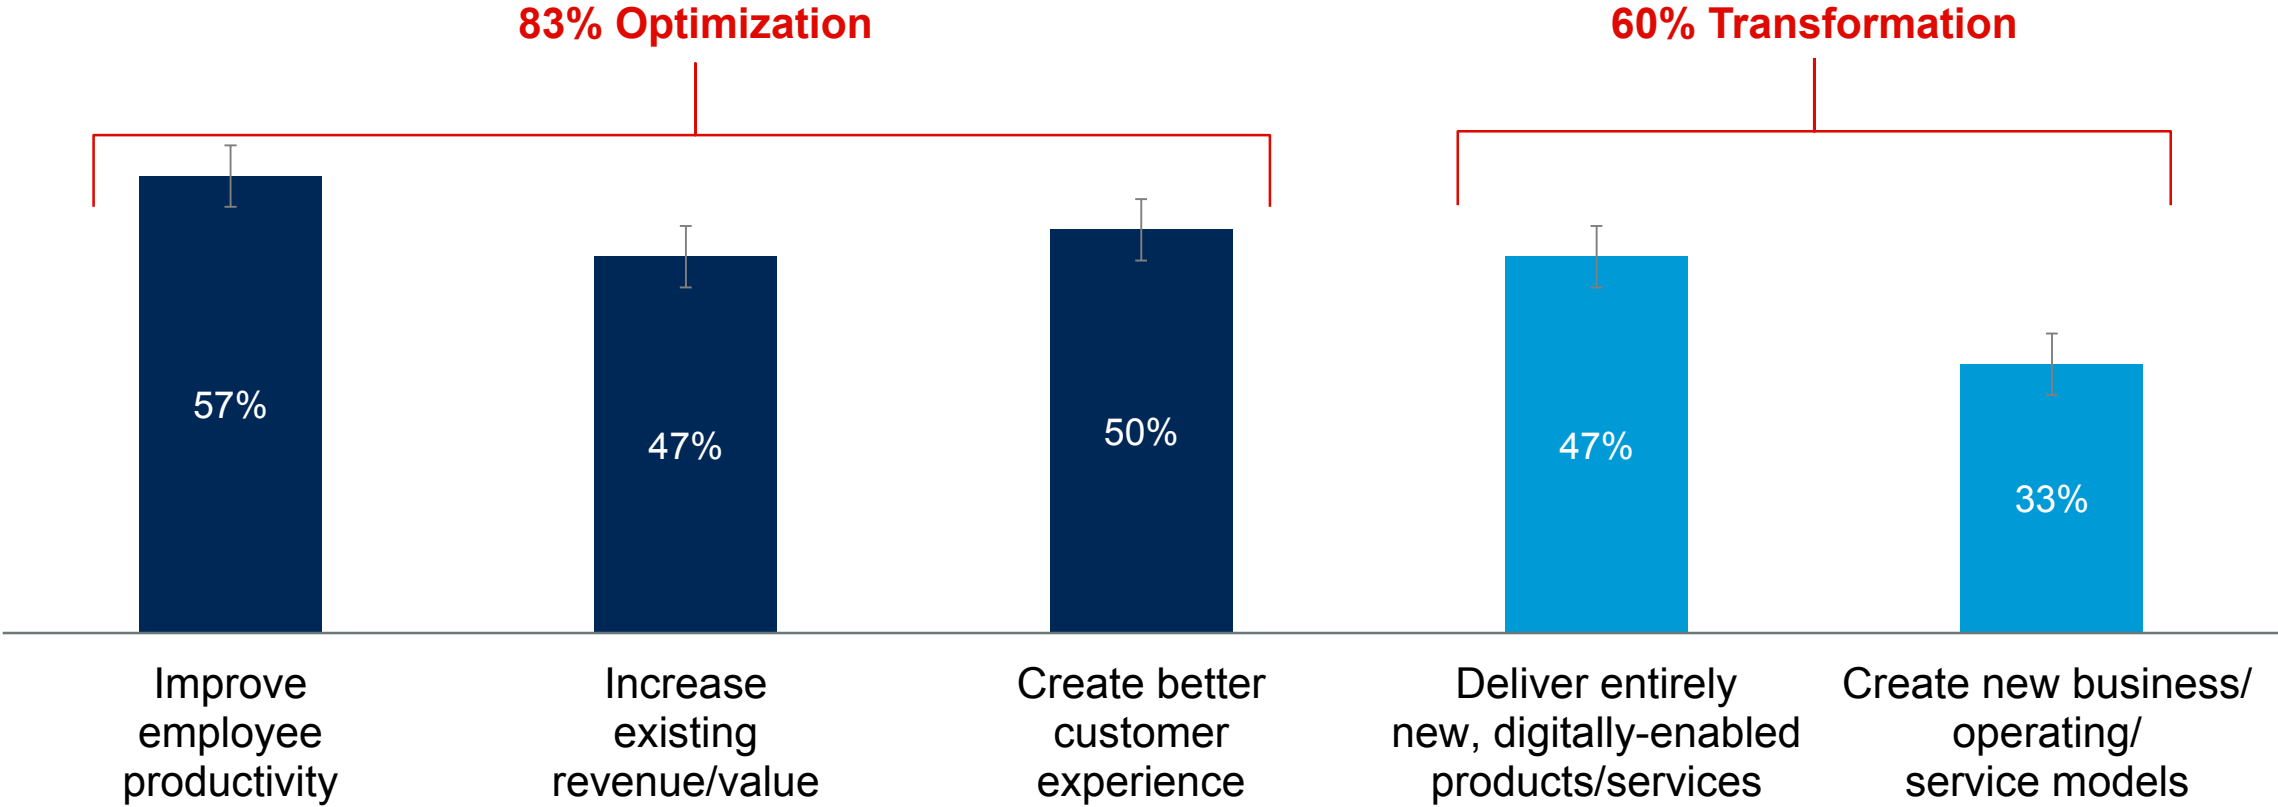 83% Optimization
60% Transformation
57%
47%
50%
47%
33%
Improve
employee
productivity
Increase
existing
revenue/value
Create better
customer
experience
Deliver entirely
new, digitally-enabled
products/services
Create new business/
operating/
service models